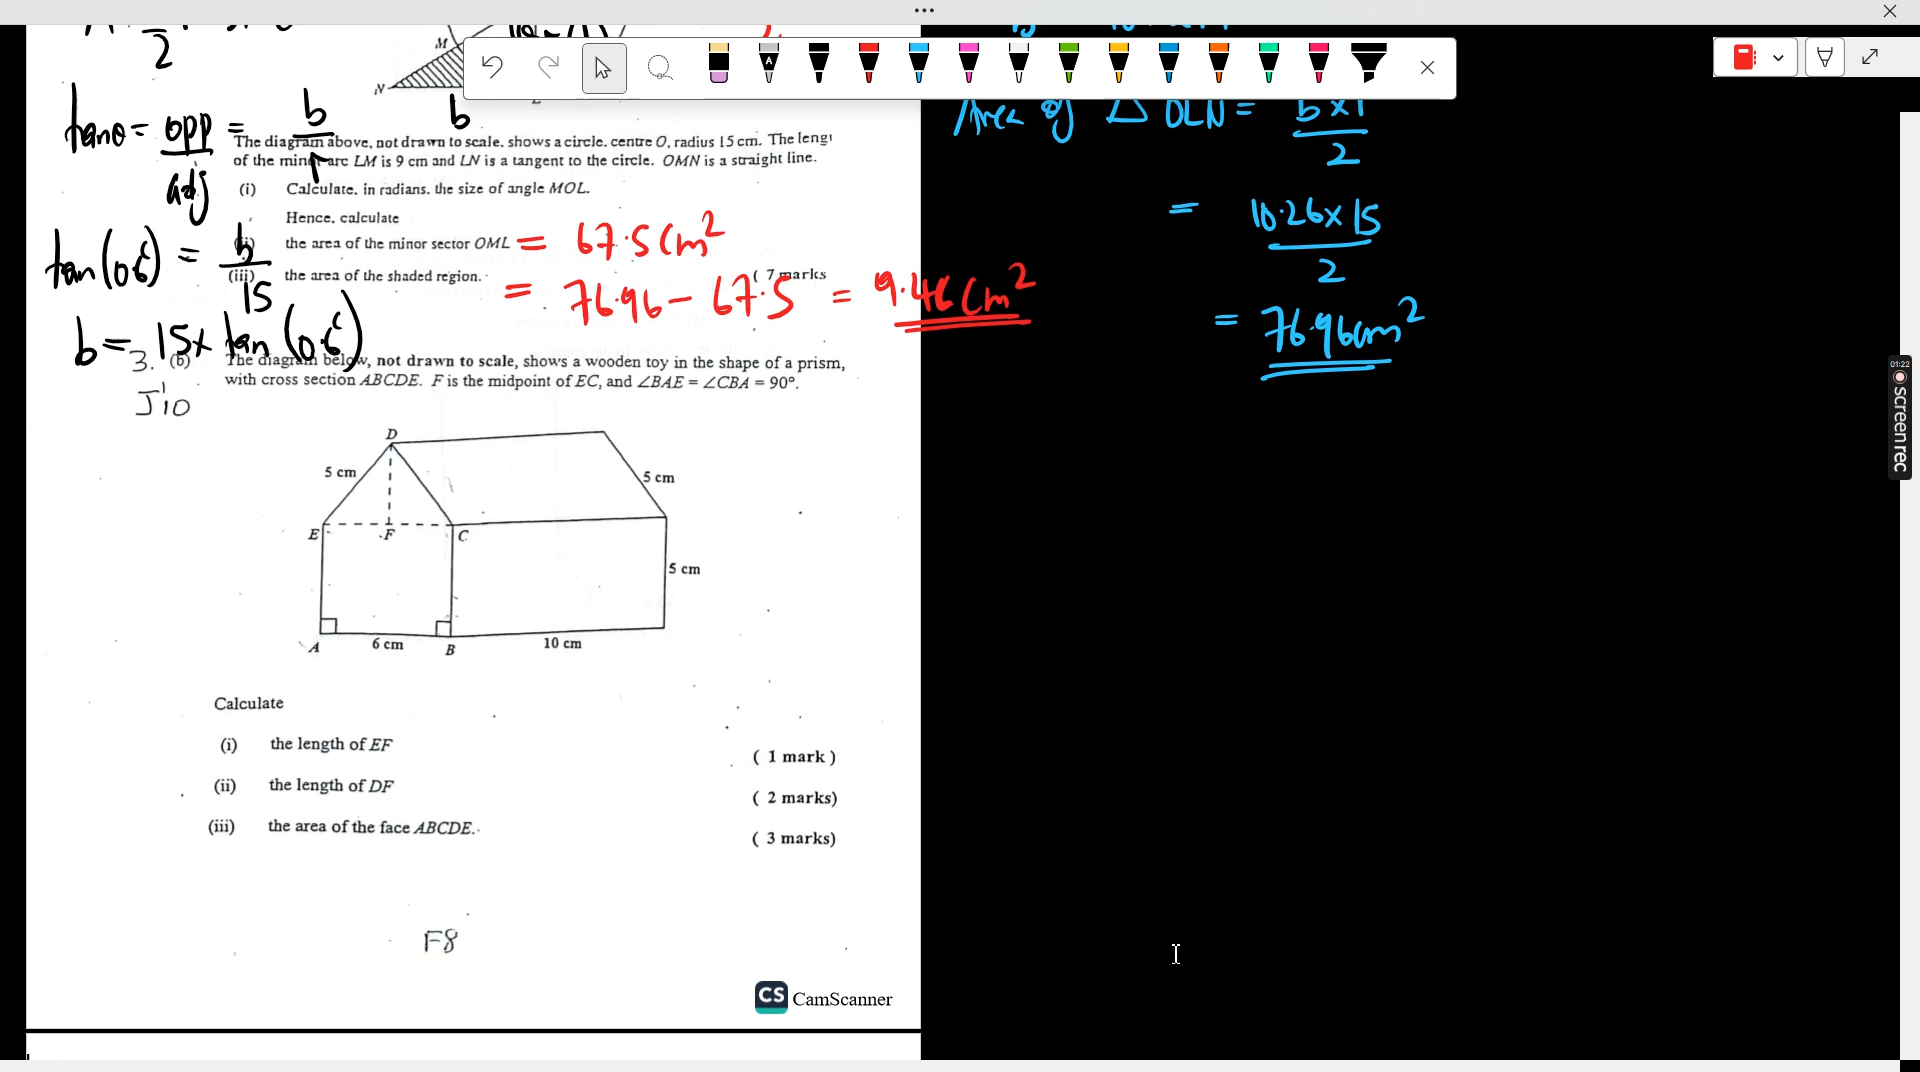 2
M
N
b
tanθ = opp = b
adj r
The diagram above, not drawn to scale, shows a circle, centre O, radius 15 cm. The lengt
of the minor arc LM is 9 cm and LN is a tangent to the circle. OMN is a straight line.
(i) Calculate, in radians, the size of angle MOL.
Hence, calculate
(ii) the area of the minor sector OML = 67.5 cm²
(iii) the area of the shaded region. ( 7 marks
= 76.96 - 67.5 = 9.46 cm²
tan(0.6ᶜ) = b
15
b = 15 x tan(0.6ᶜ)
Area of △ OLN = b x r
2
= 10.26 x 15
2
= 76.96cm²
3. (b) The diagram below, not drawn to scale, shows a wooden toy in the shape of a prism,
with cross section ABCDE. F is the midpoint of EC, and ∠BAE = ∠CBA = 90°.
J'10
D
5 cm
5 cm
E
F
C
5 cm
A
6 cm
B
10 cm
Calculate
(i) the length of EF ( 1 mark )
(ii) the length of DF ( 2 marks)
(iii) the area of the face ABCDE. ( 3 marks)
F8
CS CamScanner
01:22
screenrec